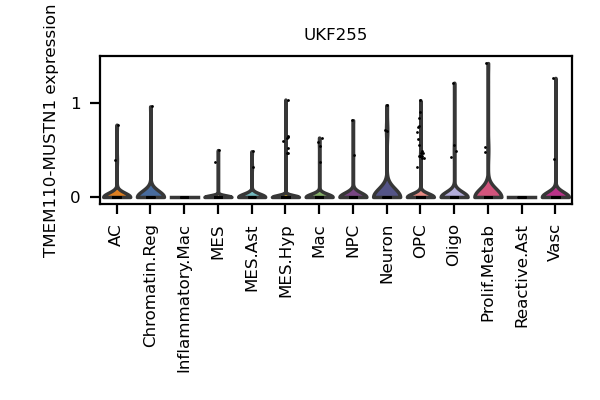 UKF255
TMEM110-MUSTN1 expression
1
0
AC
Chromatin.Reg
Inflammatory.Mac
MES
MES.Ast
MES.Hyp
Mac
NPC
Neuron
OPC
Oligo
Prolif.Metab
Reactive.Ast
Vasc